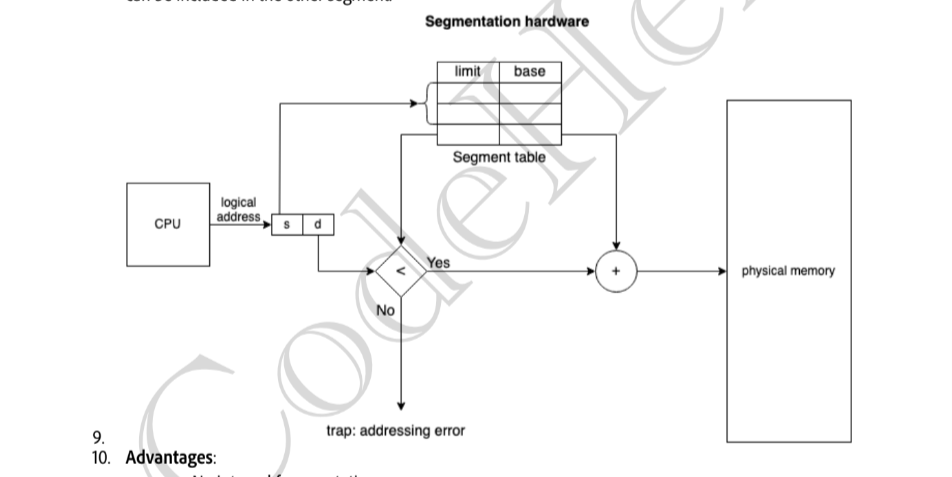 Segmentation hardware
limit base
Segment table
CPU
logical
address
s d
<
Yes
+
physical memory
No
trap: addressing error
9.
10. Advantages: